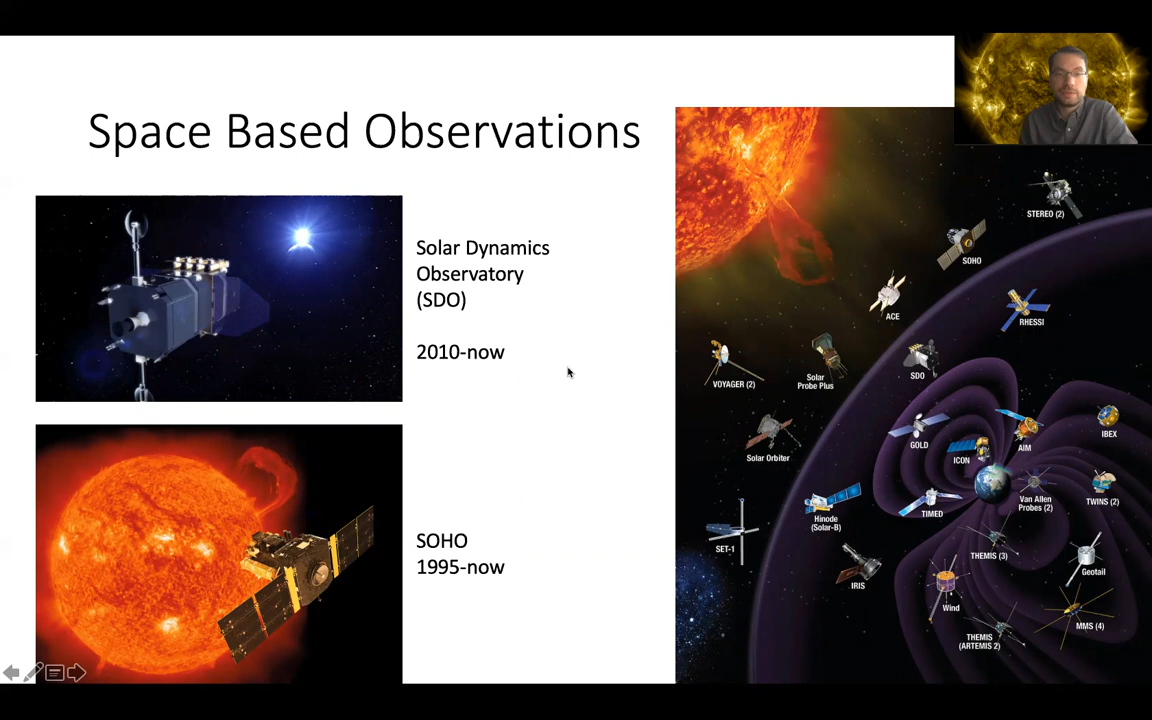 Space Based Observations
Solar Dynamics
Observatory
(SDO)
2010-now
SOHO
1995-now
STEREO (2)
SOHO
ACE
RHESSI
VOYAGER (2)
Solar
Probe Plus
SDO
Solar Orbiter
GOLD
ICON
AIM
IBEX
SET-1
Hinode
(Solar-B)
TIMED
Van Allen
Probes (2)
TWINS (2)
IRIS
THEMIS (3)
Geotail
Wind
MMS (4)
THEMIS
(ARTEMIS 2)